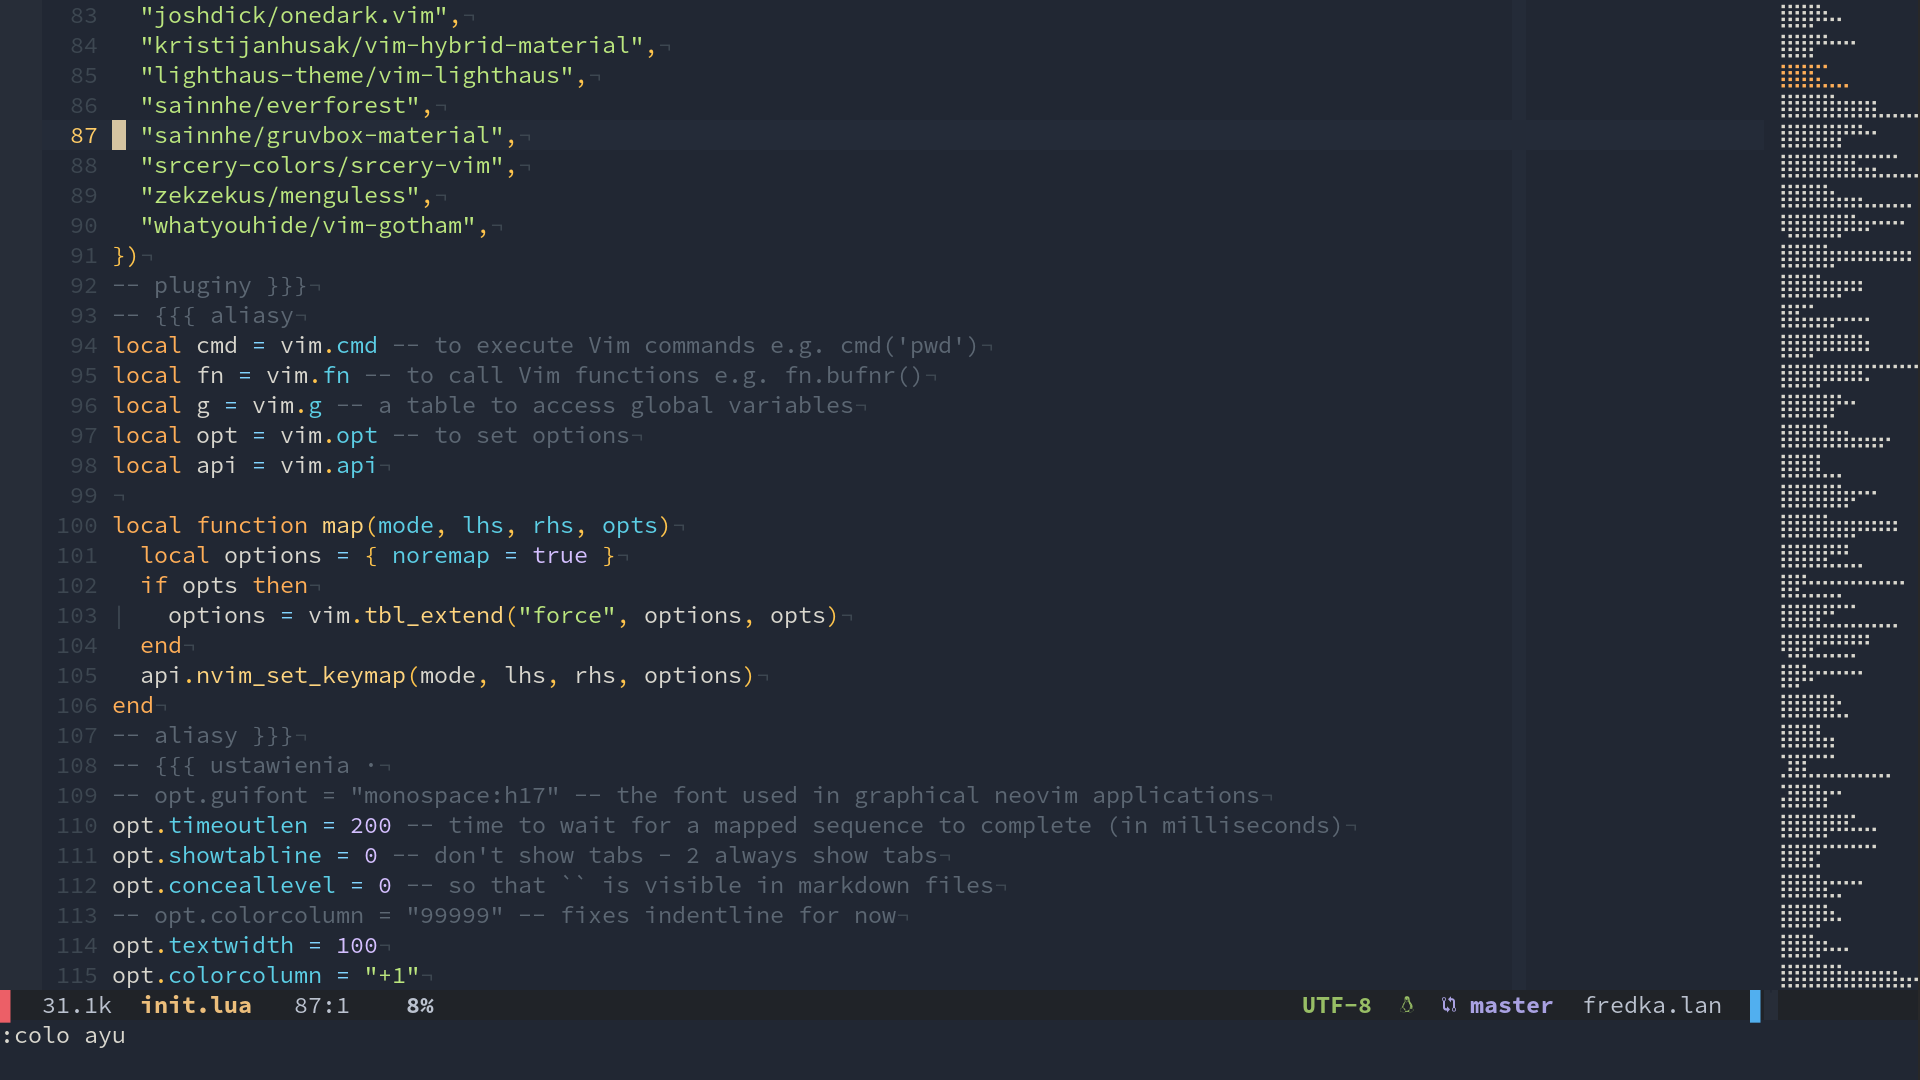 83   "joshdick/onedark.vim",¬
84   "kristijanhusak/vim-hybrid-material",¬
85   "lighthaus-theme/vim-lighthaus",¬
86   "sainnhe/everforest",¬
87   "sainnhe/gruvbox-material",¬
88   "srcery-colors/srcery-vim",¬
89   "zekzekus/menguless",¬
90   "whatyouhide/vim-gotham",¬
91 })¬
92 -- pluginy }}}¬
93 -- {{{ aliasy¬
94 local cmd = vim.cmd -- to execute Vim commands e.g. cmd('pwd')¬
95 local fn = vim.fn -- to call Vim functions e.g. fn.bufnr()¬
96 local g = vim.g -- a table to access global variables¬
97 local opt = vim.opt -- to set options¬
98 local api = vim.api¬
99 ¬
100 local function map(mode, lhs, rhs, opts)¬
101   local options = { noremap = true }¬
102   if opts then¬
103 │   options = vim.tbl_extend("force", options, opts)¬
104   end¬
105   api.nvim_set_keymap(mode, lhs, rhs, options)¬
106 end¬
107 -- aliasy }}}¬
108 -- {{{ ustawienia ·¬
109 -- opt.guifont = "monospace:h17" -- the font used in graphical neovim applications¬
110 opt.timeoutlen = 200 -- time to wait for a mapped sequence to complete (in milliseconds)¬
111 opt.showtabline = 0 -- don't show tabs - 2 always show tabs¬
112 opt.conceallevel = 0 -- so that `` is visible in markdown files¬
113 -- opt.colorcolumn = "99999" -- fixes indentline for now¬
114 opt.textwidth = 100¬
115 opt.colorcolumn = "+1"¬
31.1k init.lua 87:1 8% UTF-8 master fredka.lan
:colo ayu